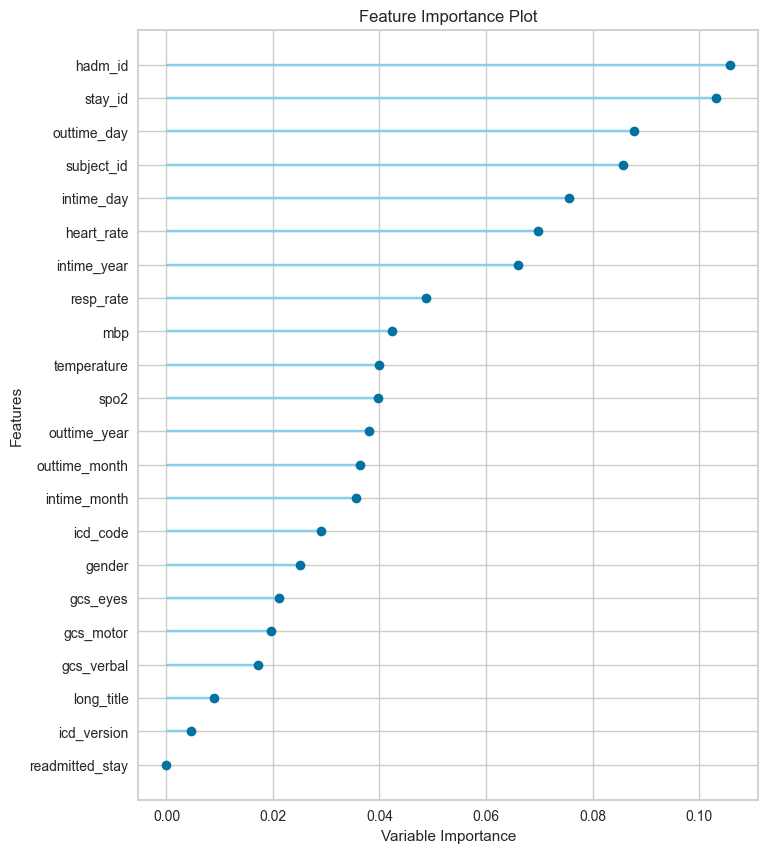 Feature Importance Plot
Features
hadm_id
stay_id
outtime_day
subject_id
intime_day
heart_rate
intime_year
resp_rate
mbp
temperature
spo2
outtime_year
outtime_month
intime_month
icd_code
gender
gcs_eyes
gcs_motor
gcs_verbal
long_title
icd_version
readmitted_stay
0.00 0.02 0.04 0.06 0.08 0.10
Variable Importance